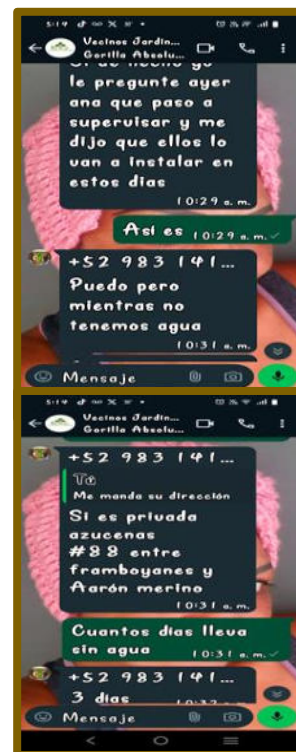 5:19
Vecinos Jardin...
Gorilla Absolu...
Si de hecho yo
le pregunte ayer
ana que paso a
supervisar y me
dijo que ellos lo
van a instalar en
estos dias
10:29 a. m.
Así es 10:29 a. m.
+52 983 141...
Puedo pero
mientras no
tenemos agua
10:31 a. m.
Mensaje
5:19
Vecinos Jardin...
Gorilla Absolu...
+52 983 141...
Tú
Me manda su dirección
Si es privada
azucenas
#88 entre
framboyanes y
Aarón merino
10:31 a. m.
Cuantos días lleva
sin agua 10:31 a. m.
+52 983 141...
3 dias 10:32 a. m.
Mensaje